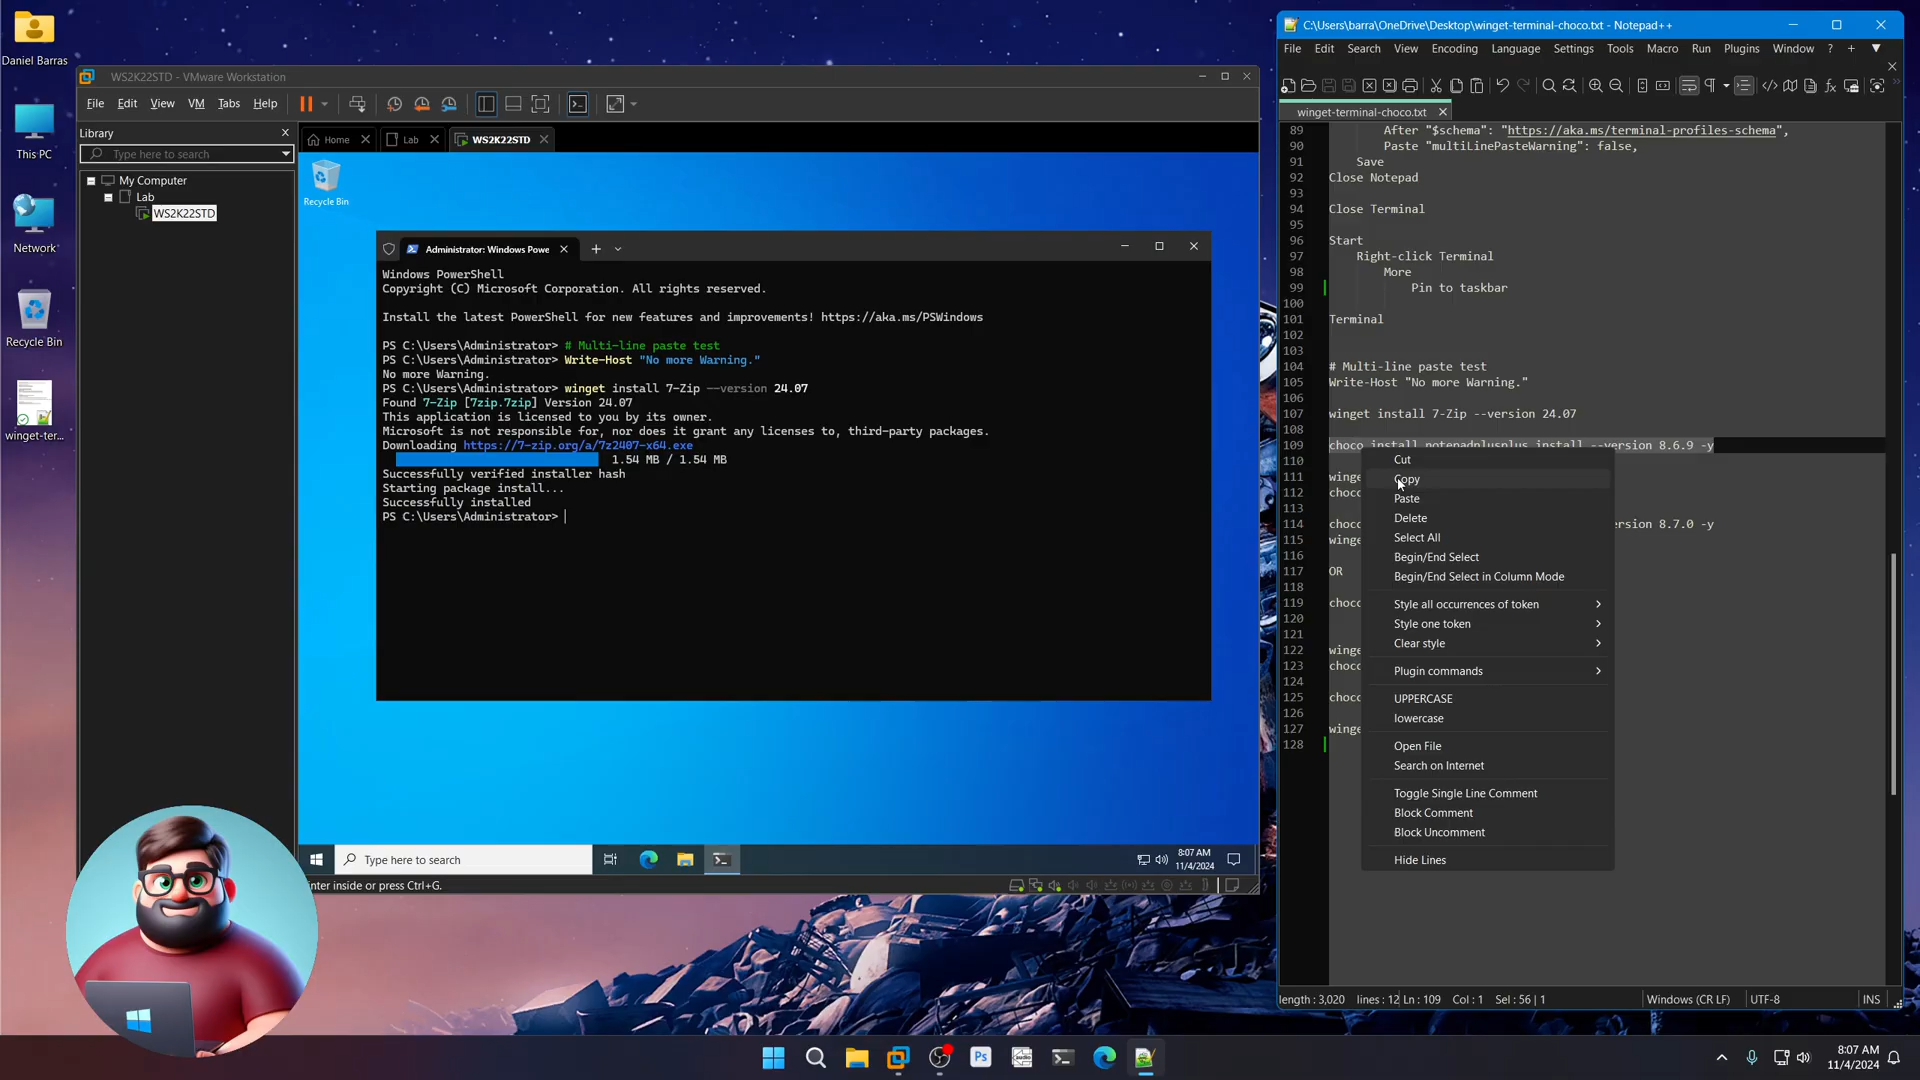 Daniel Barras
This PC
Network
Recycle Bin
winget-ter...
WS2K22STD - VMware Workstation
File Edit View VM Tabs Help
Library
Type here to search
My Computer
Lab
WS2K22STD
Home Lab WS2K22STD
Recycle Bin
Administrator: Windows Powe
Windows PowerShell
Copyright (C) Microsoft Corporation. All rights reserved.
Install the latest PowerShell for new features and improvements! https://aka.ms/PSWindows
PS C:\Users\Administrator> # Multi-line paste test
PS C:\Users\Administrator> Write-Host "No more Warning."
No more Warning.
PS C:\Users\Administrator> winget install 7-Zip --version 24.07
Found 7-Zip [7zip.7zip] Version 24.07
This application is licensed to you by its owner.
Microsoft is not responsible for, nor does it grant any licenses to, third-party packages.
Downloading https://7-zip.org/a/7z2407-x64.exe
1.54 MB / 1.54 MB
Successfully verified installer hash
Starting package install...
Successfully installed
PS C:\Users\Administrator>
Type here to search
8:07 AM
11/4/2024
nter inside or press Ctrl+G.
C:\Users\barra\OneDrive\Desktop\winget-terminal-choco.txt - Notepad++
File Edit Search View Encoding Language Settings Tools Macro Run Plugins Window ? + ▼
winget-terminal-choco.txt
89 After "$schema": "https://aka.ms/terminal-profiles-schema",
90 Paste "multiLinePasteWarning": false,
91 Save
92 Close Notepad
93
94 Close Terminal
95
96 Start
97 Right-click Terminal
98 More
99 Pin to taskbar
100
101 Terminal
102
103
104 # Multi-line paste test
105 Write-Host "No more Warning."
106
107 winget install 7-Zip --version 24.07
108
109 choco install notepadplusplus install --version 8.6.9 -y
110
111 winge
112 choco
113
114 choco ersion 8.7.0 -y
115 winge
116
117 OR
118
119 choco
120
121
122 winge
123 choco
124
125 choco
126
127 winge
128
Cut
Copy
Paste
Delete
Select All
Begin/End Select
Begin/End Select in Column Mode
Style all occurrences of token
Style one token
Clear style
Plugin commands
UPPERCASE
lowercase
Open File
Search on Internet
Toggle Single Line Comment
Block Comment
Block Uncomment
Hide Lines
length : 3,020 lines : 12 Ln : 109 Col : 1 Sel : 56 | 1 Windows (CR LF) UTF-8 INS
Ps
audio
8:07 AM
11/4/2024